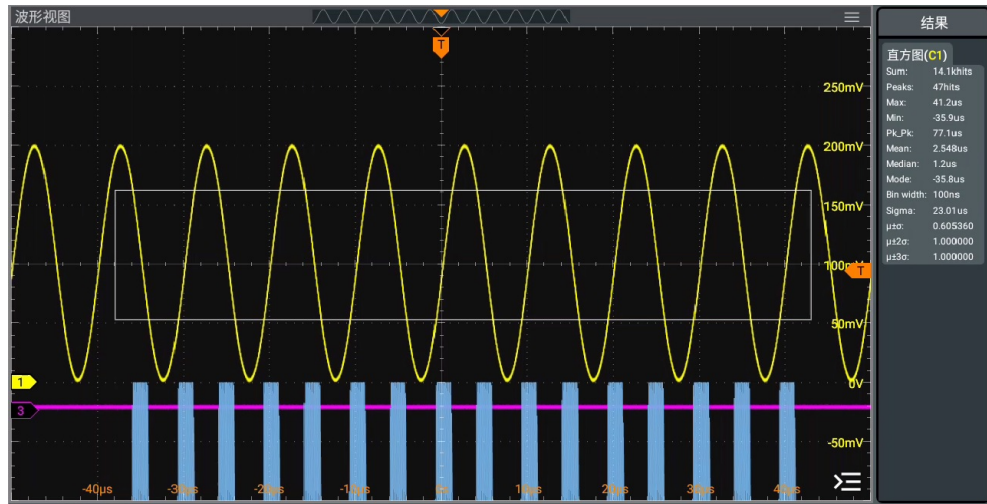 波形视图
T
250mV
200mV
150mV
100mV
T
50mV
1
0V
3
-50mV
-40μs
-30μs
-20μs
-10μs
0s
10μs
20μs
30μs
40μs
结果
直方图(C1)
Sum: 14.1khits
Peaks: 47hits
Max: 41.2us
Min: -35.9us
Pk_Pk: 77.1us
Mean: 2.548us
Median: 1.2us
Mode: -35.8us
Bin width: 100ns
Sigma: 23.01us
μ±σ: 0.605360
μ±2σ: 1.000000
μ±3σ: 1.000000